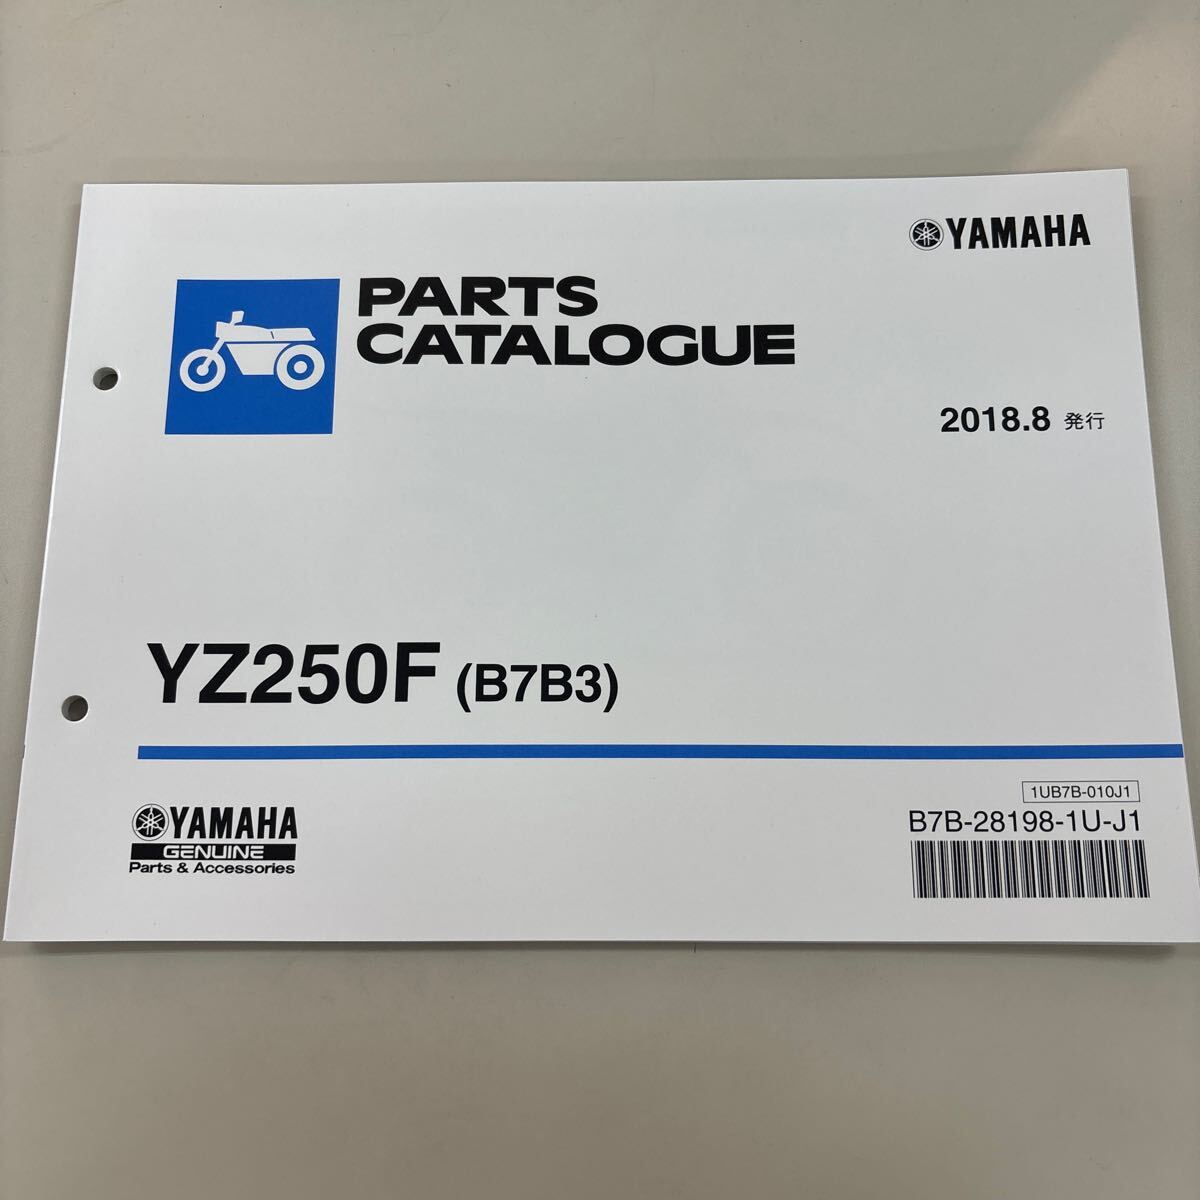 YAMAHA
PARTS
CATALOGUE
2018.8 発行
YZ250F (B7B3)
1UB7B-010J1
B7B-28198-1U-J1
YAMAHA
GENUINE
Parts & Accessories